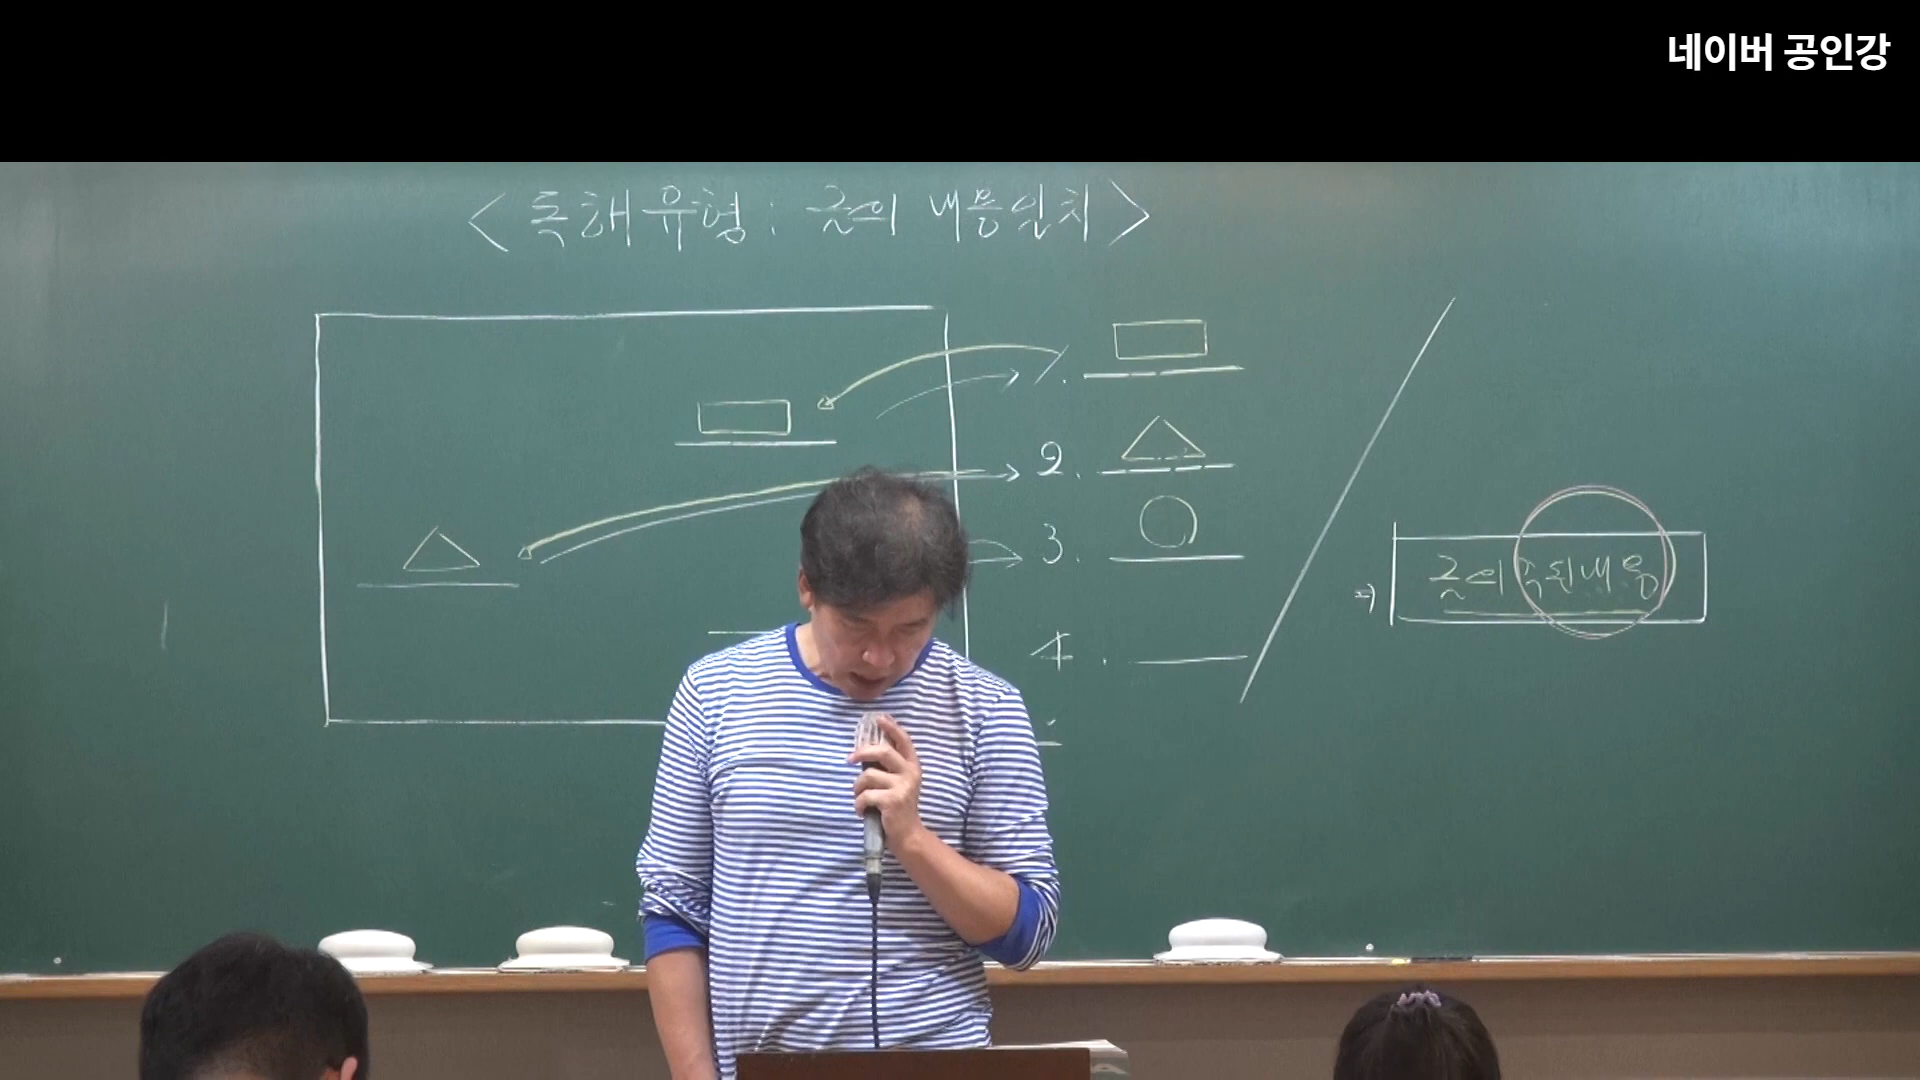 네이버 공인강
< 독해유형 : 글의 내용일치 >
1.
2.
3.
4.
⇒ 글의 주된내용